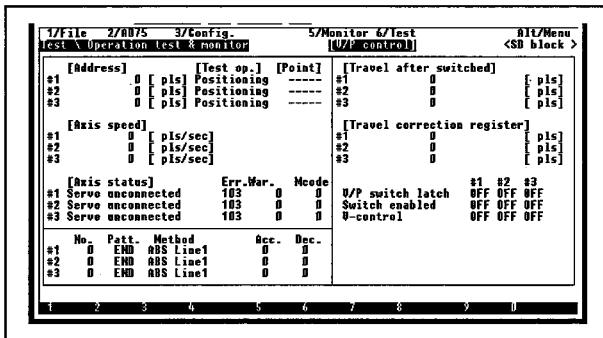 1/File 2/AD75 3/Config. 5/Monitor 6/Test Alt/Menu
Test \ Operation test & monitor [V/P control] <SD block >
[Address] [Test op.] [Point]
#1 0 [ pls] Positioning -----
#2 0 [ pls] Positioning -----
#3 0 [ pls] Positioning -----
[Axis speed]
#1 0 [ pls/sec]
#2 0 [ pls/sec]
#3 0 [ pls/sec]
[Axis status] Err. War. Mcode
#1 Servo unconnected 103 0 0
#2 Servo unconnected 103 0 0
#3 Servo unconnected 103 0 0
No. Patt. Method Acc. Dec.
#1 0 END ABS Line1 0 0
#2 0 END ABS Line1 0 0
#3 0 END ABS Line1 0 0
[Travel after switched]
#1 0 [ pls]
#2 0 [ pls]
#3 0 [ pls]
[Travel correction register]
#1 0 [ pls]
#2 0 [ pls]
#3 0 [ pls]
#1 #2 #3
V/P switch latch OFF OFF OFF
Switch enabled OFF OFF OFF
V-control OFF OFF OFF
1 2 3 4 5 6 7 8 9 0